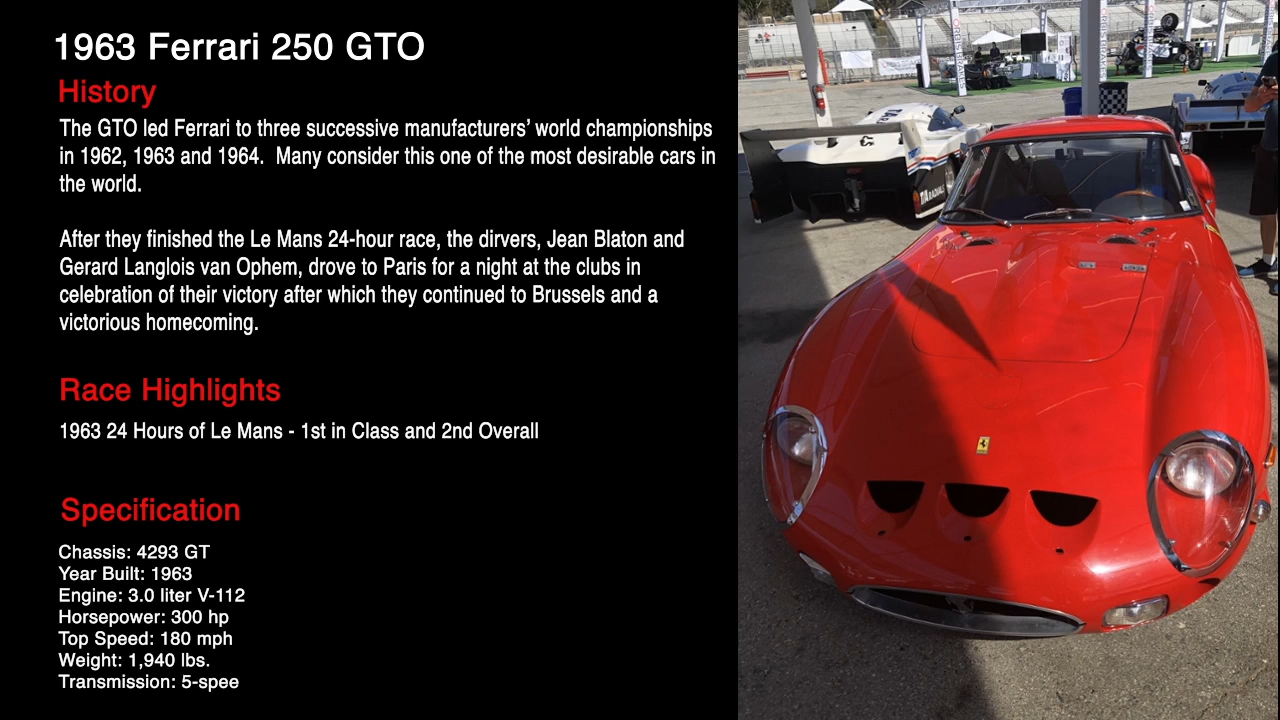 1963 Ferrari 250 GTO
History
The GTO led Ferrari to three successive manufacturers’ world championships
in 1962, 1963 and 1964.  Many consider this one of the most desirable cars in
the world.
After they finished the Le Mans 24-hour race, the dirvers, Jean Blaton and
Gerard Langlois van Ophem, drove to Paris for a night at the clubs in
celebration of their victory after which they continued to Brussels and a
victorious homecoming.
Race Highlights
1963 24 Hours of Le Mans - 1st in Class and 2nd Overall
Specification
Chassis: 4293 GT
Year Built: 1963
Engine: 3.0 liter V-112
Horsepower: 300 hp
Top Speed: 180 mph
Weight: 1,940 lbs.
Transmission: 5-spee